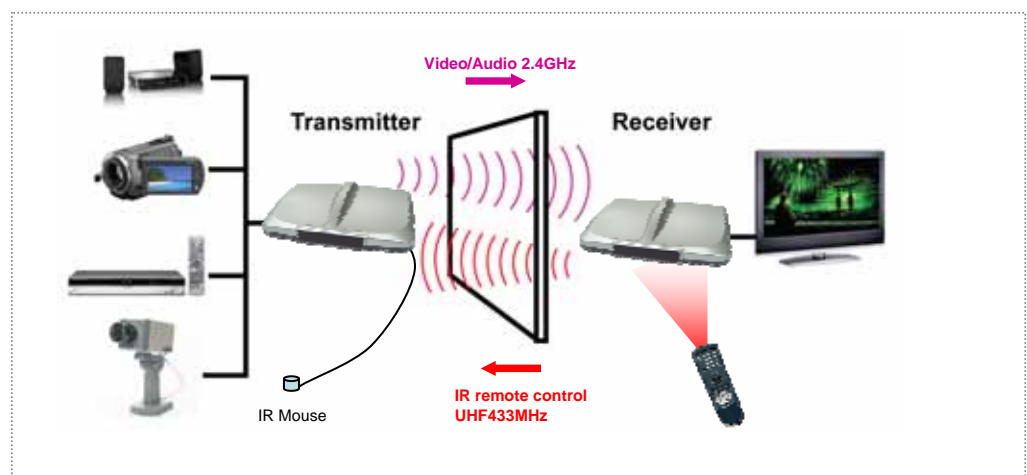 Video/Audio 2.4GHz
Transmitter
Receiver
IR Mouse
IR remote control
UHF433MHz